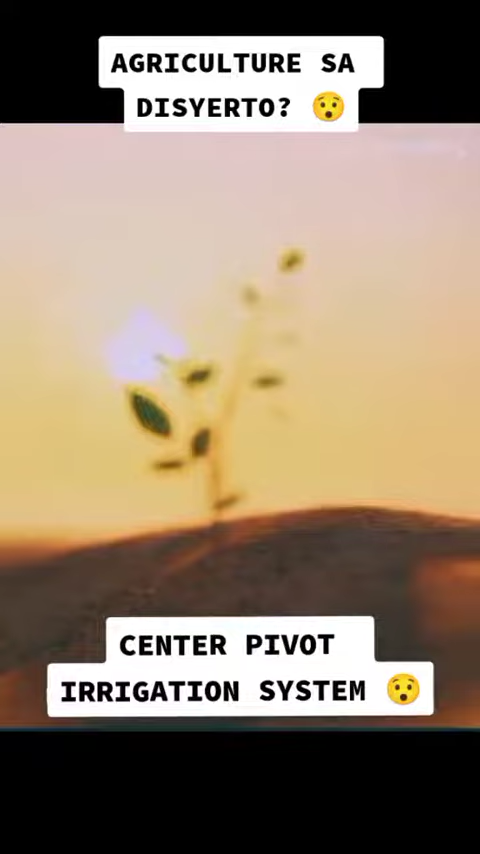 AGRICULTURE SA
DISYERTO? 😯
CENTER PIVOT
IRRIGATION SYSTEM 😯